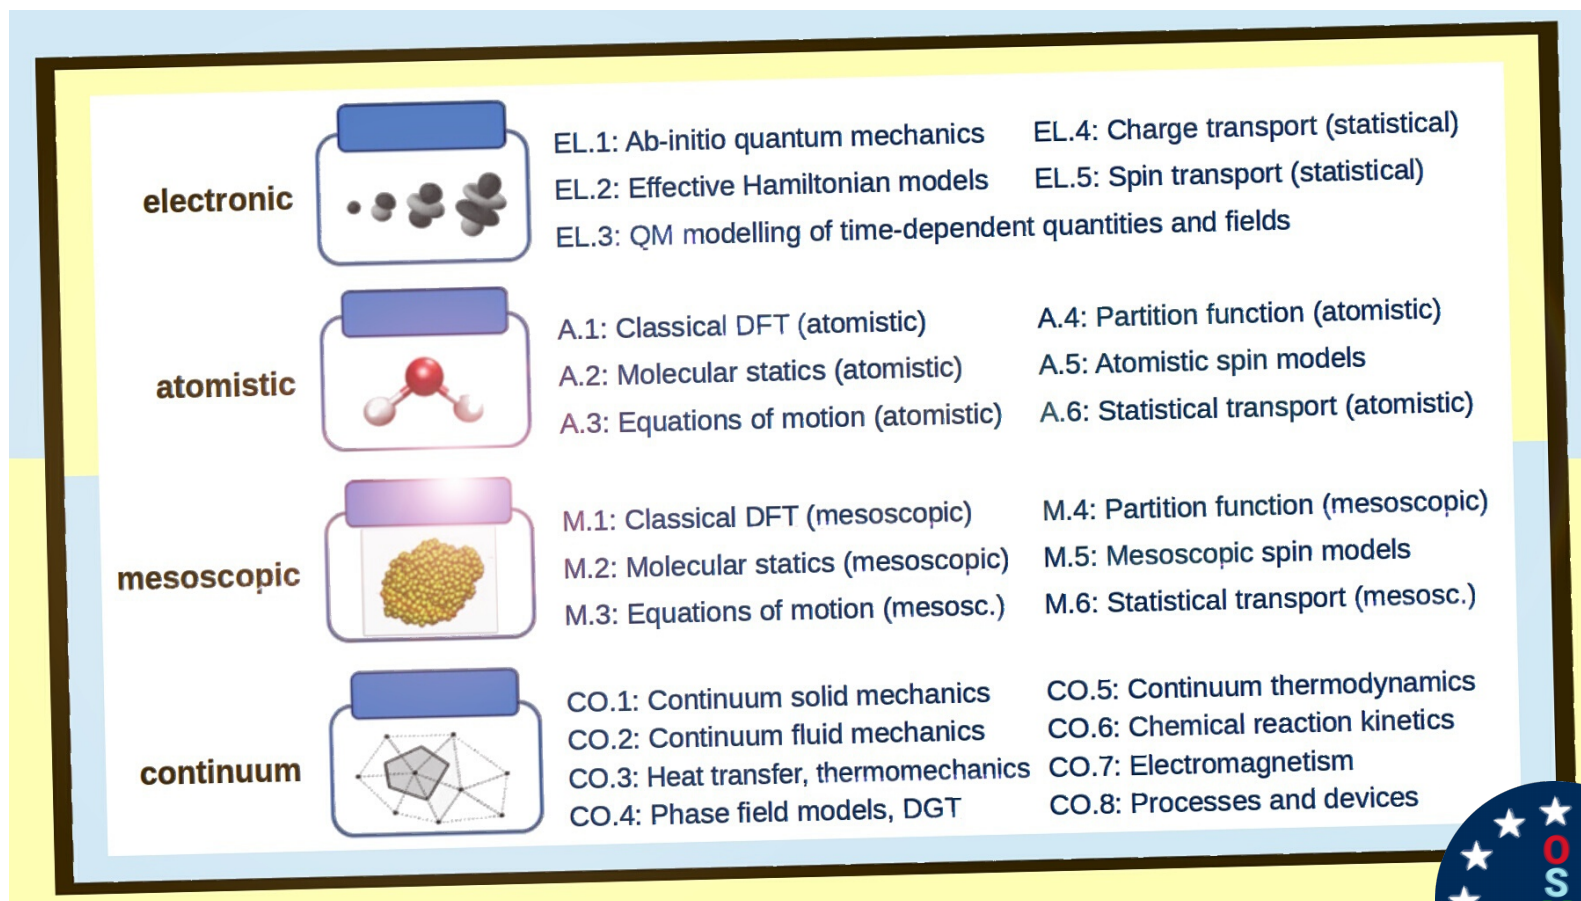 electronic
EL.1: Ab-initio quantum mechanics
EL.2: Effective Hamiltonian models
EL.3: QM modelling of time-dependent quantities and fields
EL.4: Charge transport (statistical)
EL.5: Spin transport (statistical)
atomistic
A.1: Classical DFT (atomistic)
A.2: Molecular statics (atomistic)
A.3: Equations of motion (atomistic)
A.4: Partition function (atomistic)
A.5: Atomistic spin models
A.6: Statistical transport (atomistic)
mesoscopic
M.1: Classical DFT (mesoscopic)
M.2: Molecular statics (mesoscopic)
M.3: Equations of motion (mesosc.)
M.4: Partition function (mesoscopic)
M.5: Mesoscopic spin models
M.6: Statistical transport (mesosc.)
continuum
CO.1: Continuum solid mechanics
CO.2: Continuum fluid mechanics
CO.3: Heat transfer, thermomechanics
CO.4: Phase field models, DGT
CO.5: Continuum thermodynamics
CO.6: Chemical reaction kinetics
CO.7: Electromagnetism
CO.8: Processes and devices
O
S